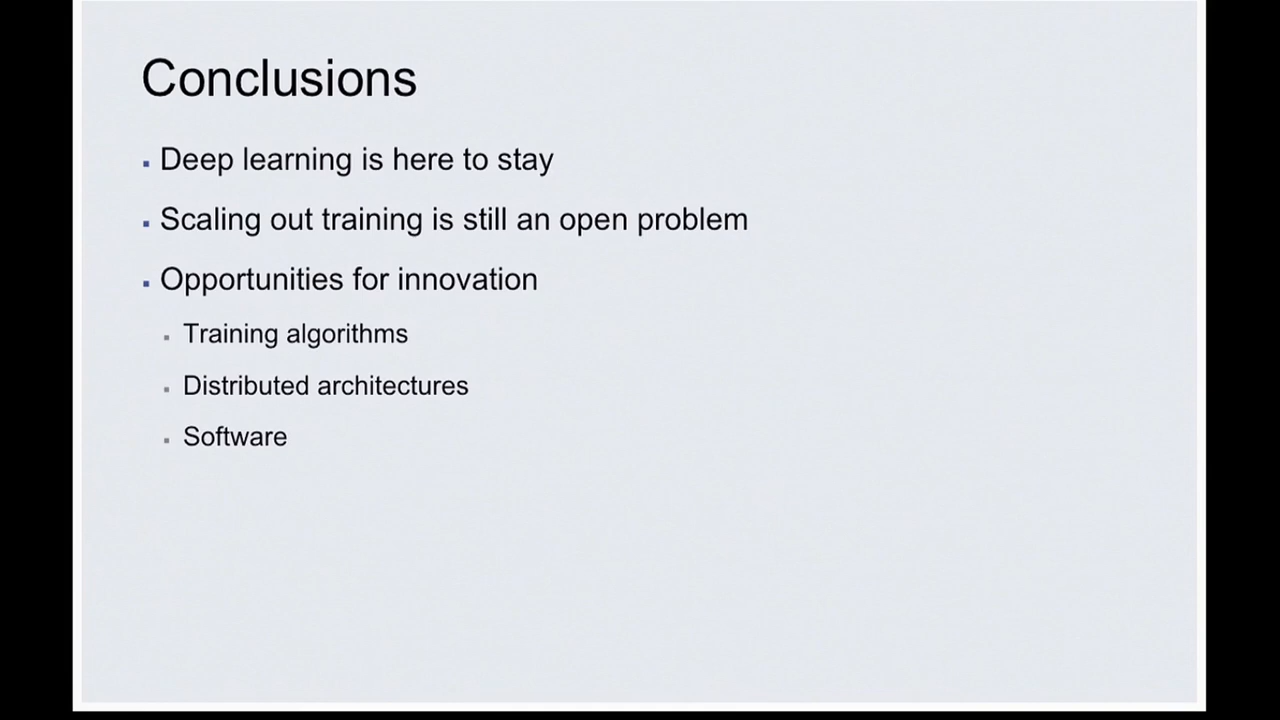 Conclusions
Deep learning is here to stay
Scaling out training is still an open problem
Opportunities for innovation
Training algorithms
Distributed architectures
Software